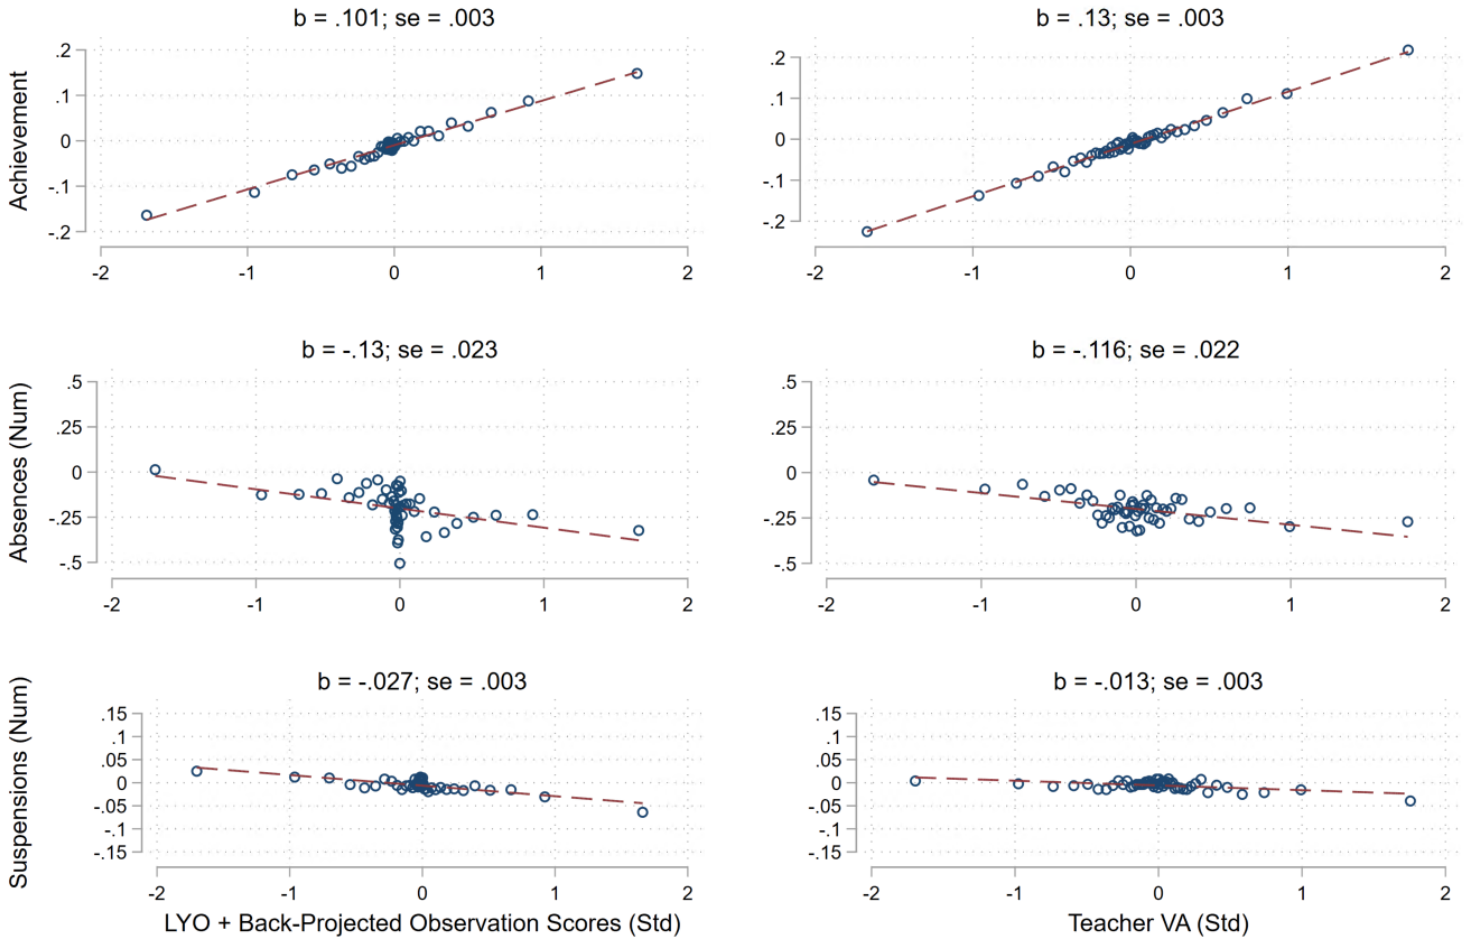 b = .101; se = .003
b = .13; se = .003
Achievement
.2
.1
0
-.1
-.2
-2 -1 0 1 2
.2
.1
0
-.1
-.2
-2 -1 0 1 2
b = -.13; se = .023
b = -.116; se = .022
Absences (Num)
.5
.25
0
-.25
-.5
-2 -1 0 1 2
.5
.25
0
-.25
-.5
-2 -1 0 1 2
b = -.027; se = .003
b = -.013; se = .003
Suspensions (Num)
.15
.1
.05
0
-.05
-.1
-.15
-2 -1 0 1 2
LYO + Back-Projected Observation Scores (Std)
.15
.1
.05
0
-.05
-.1
-.15
-2 -1 0 1 2
Teacher VA (Std)